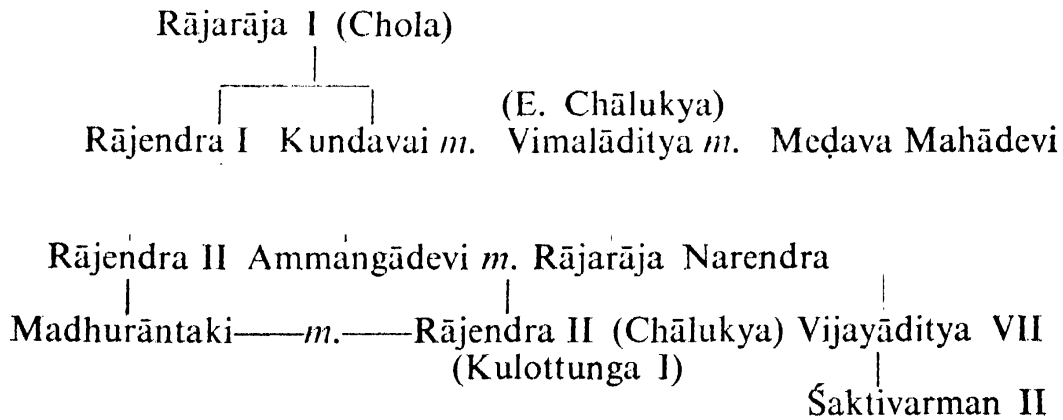 Rājarāja I (Chola)
(E. Chālukya)
Rājendra I Kundavai m. Vimalāditya m. Meḍava Mahādevi
Rājendra II Ammangādevi m. Rājarāja Narendra
Madhurāntaki——m.——Rājendra II (Chālukya) Vijayāditya VII
(Kulottunga I)
Śaktivarman II